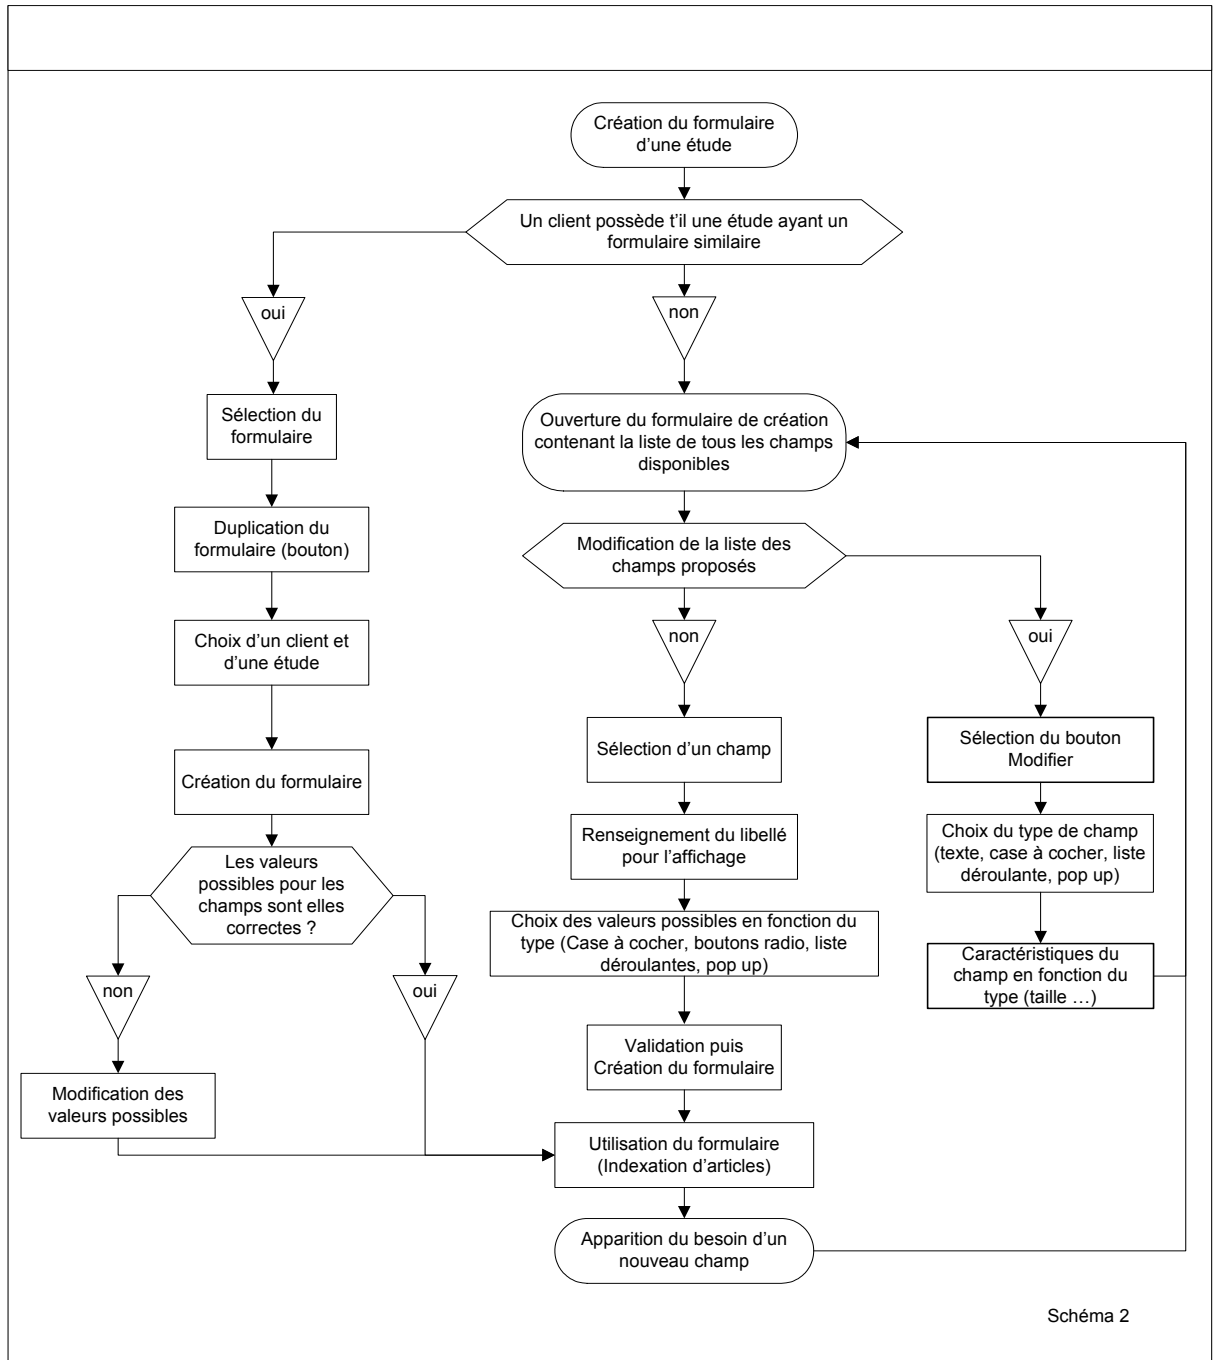 Création du formulaire
d'une étude
Un client possède t'il une étude ayant un
formulaire similaire
oui
non
Sélection du
formulaire
Ouverture du formulaire de création
contenant la liste de tous les champs
disponibles
Duplication du
formulaire (bouton)
Modification de la liste des
champs proposés
Choix d'un client et
d'une étude
non
oui
Création du formulaire
Sélection d'un champ
Sélection du bouton
Modifier
Renseignement du libellé
pour l'affichage
Choix du type de champ
(texte, case à cocher, liste
déroulante, pop up)
Les valeurs
possibles pour les
champs sont elles
correctes ?
Choix des valeurs possibles en fonction du
type (Case à cocher, boutons radio, liste
déroulantes, pop up)
Caractéristiques du
champ en fonction du
type (taille …)
non
oui
Validation puis
Création du formulaire
Modification des
valeurs possibles
Utilisation du formulaire
(Indexation d'articles)
Apparition du besoin d'un
nouveau champ
Schéma 2